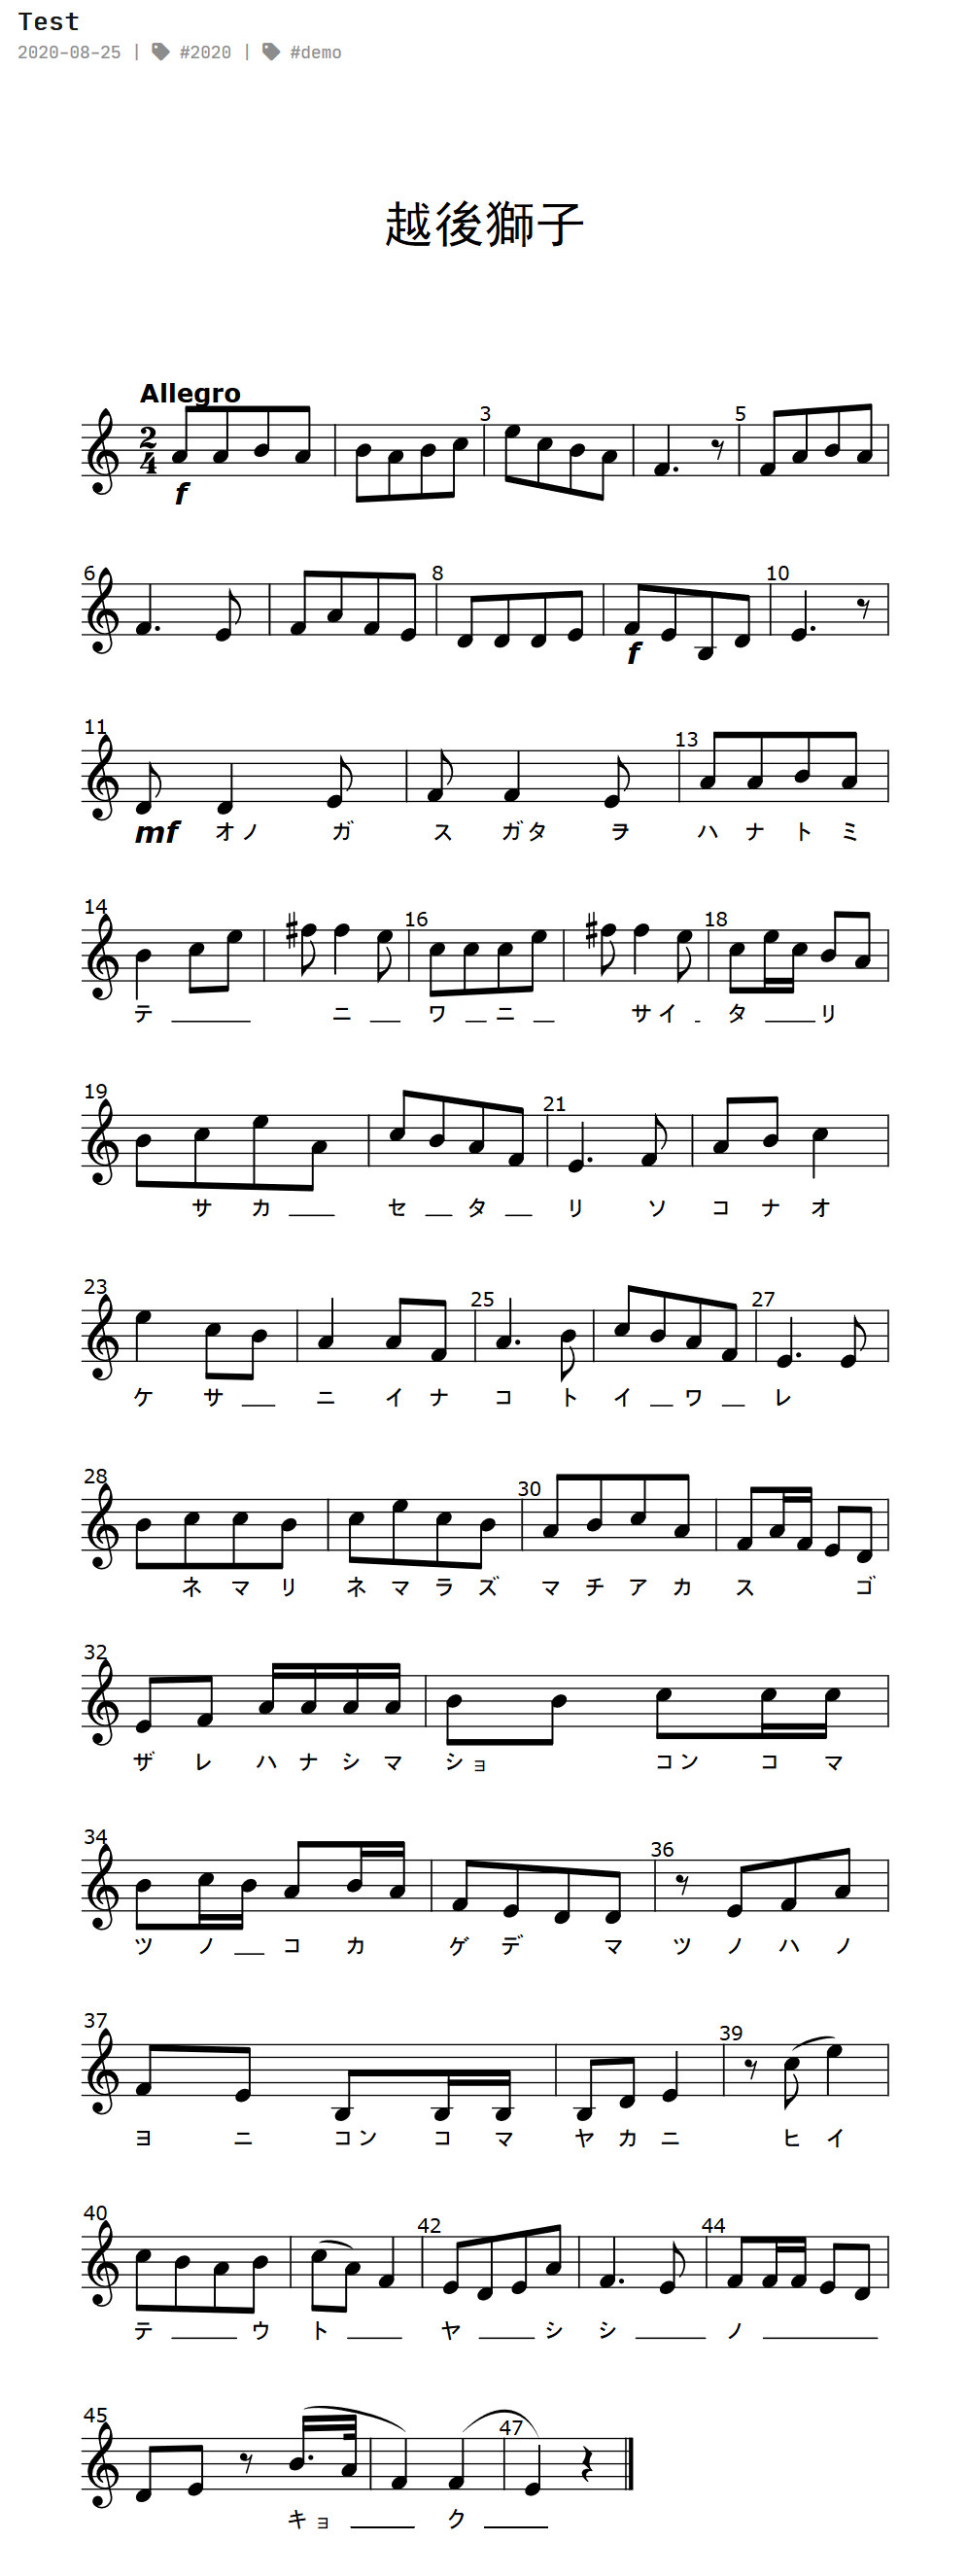 Test
2020-08-25 | #2020 | #demo
越後獅子
Allegro
3 5
2
4
f
6 8 10
f
11 13
mf オノ ガ ス ガタ ヲ ハ ナ ト ミ
14 16 18
テ ＿ ニ ＿ ワ ＿ ニ ＿ サイ ＿ タ ＿ リ
19 21
サ カ ＿ セ ＿ タ ＿ リ ソ コ ナ オ
23 25 27
ケ サ ＿ ニ イ ナ コ ト イ ＿ ワ ＿ レ
28 30
ネ マ リ ネ マ ラ ズ マ チ ア カ ス ゴ
32
ザ レ ハ ナ シ マ ショ コン コ マ
34 36
ツ ノ ＿ コ カ ゲ デ マ ツ ノ ハ ノ
37 39
ヨ ニ コン コ マ ヤ カ ニ ヒ イ
40 42 44
テ ＿ ウ ト ＿ ヤ ＿ シ シ ＿ ノ ＿
45 47
キョ ＿ ク ＿